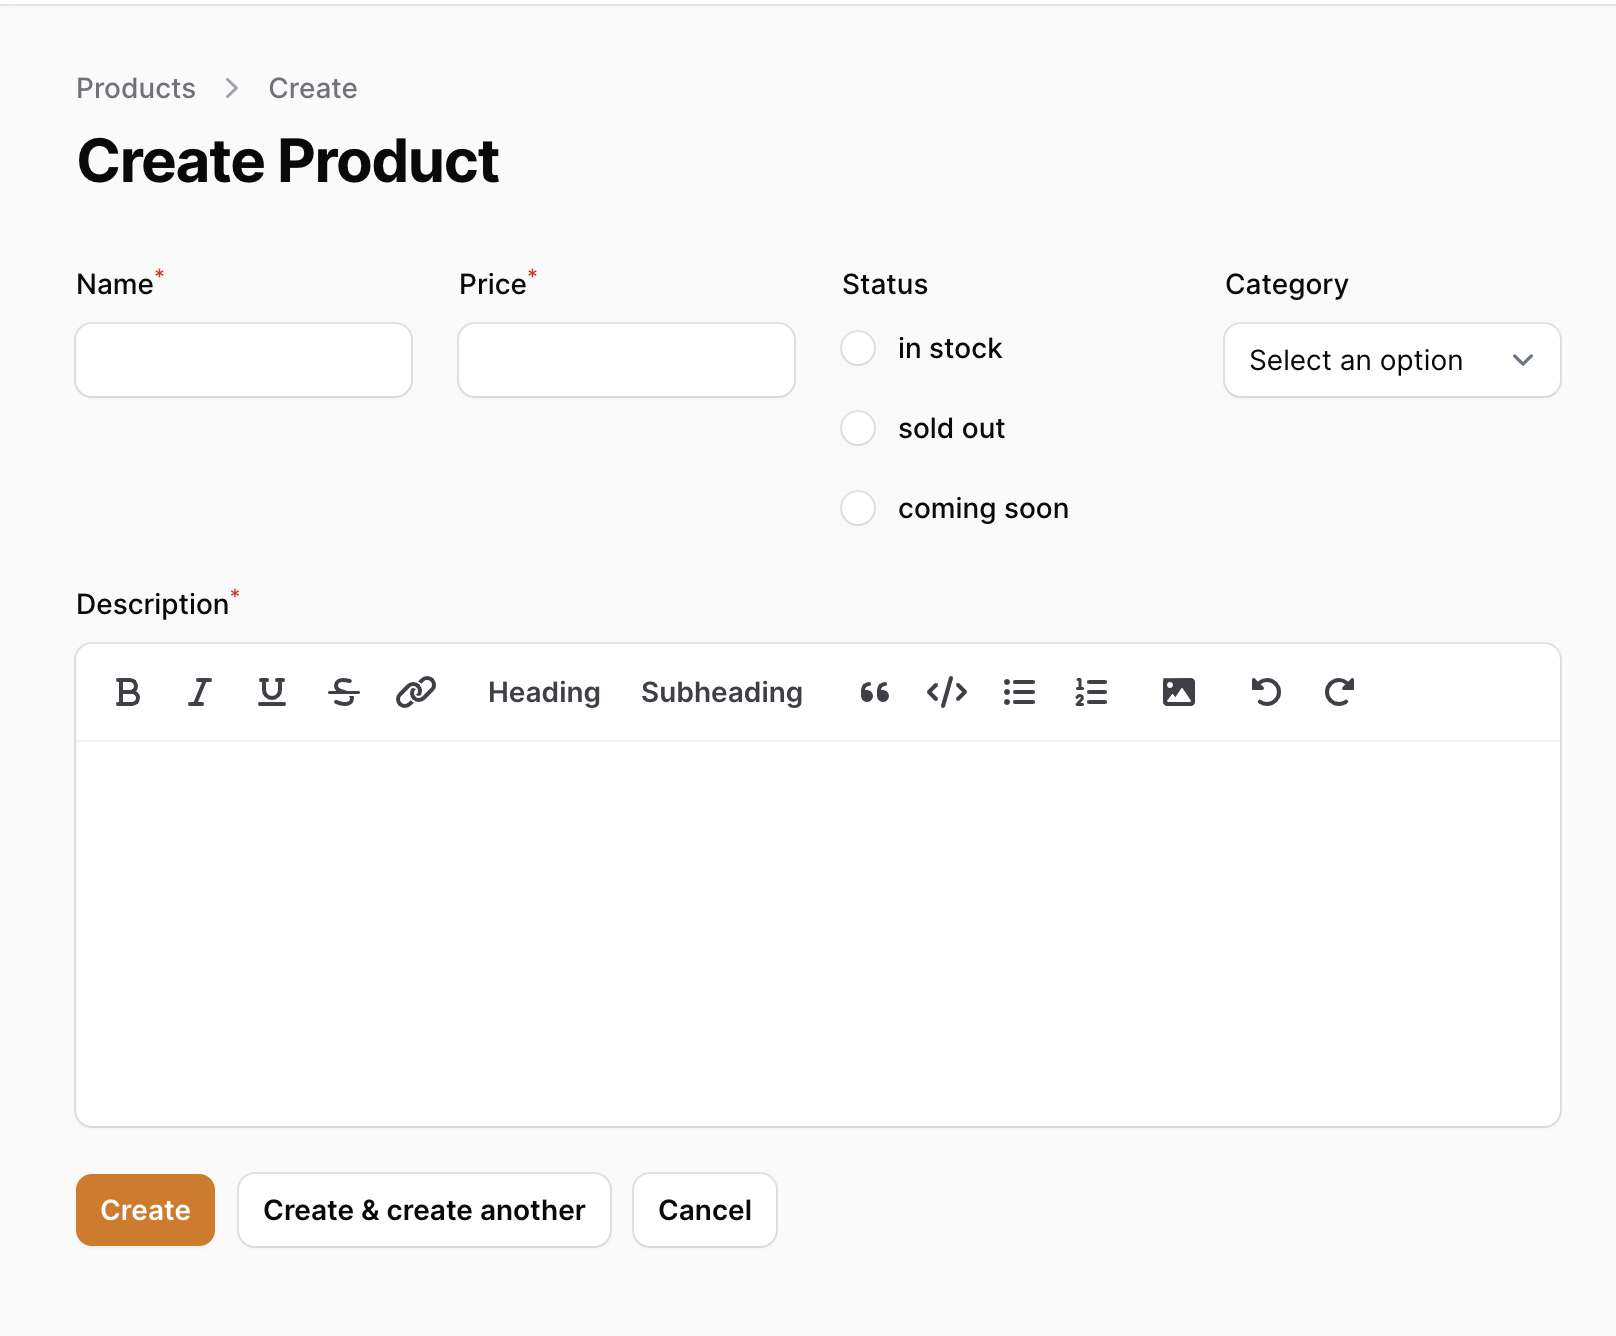 Products > Create
Create Product
Name* Price* Status Category
in stock
Select an option
sold out
coming soon
Description*
Heading Subheading
Create Create & create another Cancel